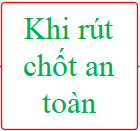 Khi rút
chốt an
toàn